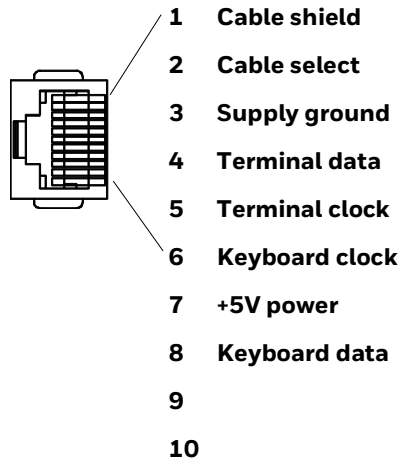 1 Cable shield
2 Cable select
3 Supply ground
4 Terminal data
5 Terminal clock
6 Keyboard clock
7 +5V power
8 Keyboard data
9
10